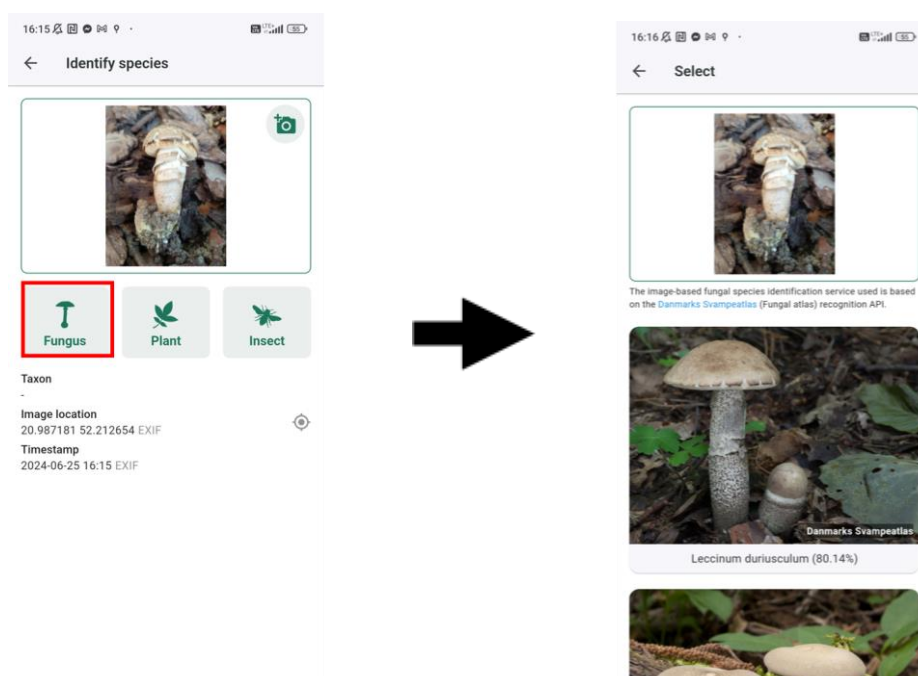 16:15
Identify species
Fungus
Plant
Insect
Taxon
-
Image location
20.987181 52.212654 EXIF
Timestamp
2024-06-25 16:15 EXIF
16:16
Select
The image-based fungal species identification service used is based
on the Danmarks Svampeatlas (Fungal atlas) recognition API.
Danmarks Svampeatlas
Leccinum duriusculum (80.14%)